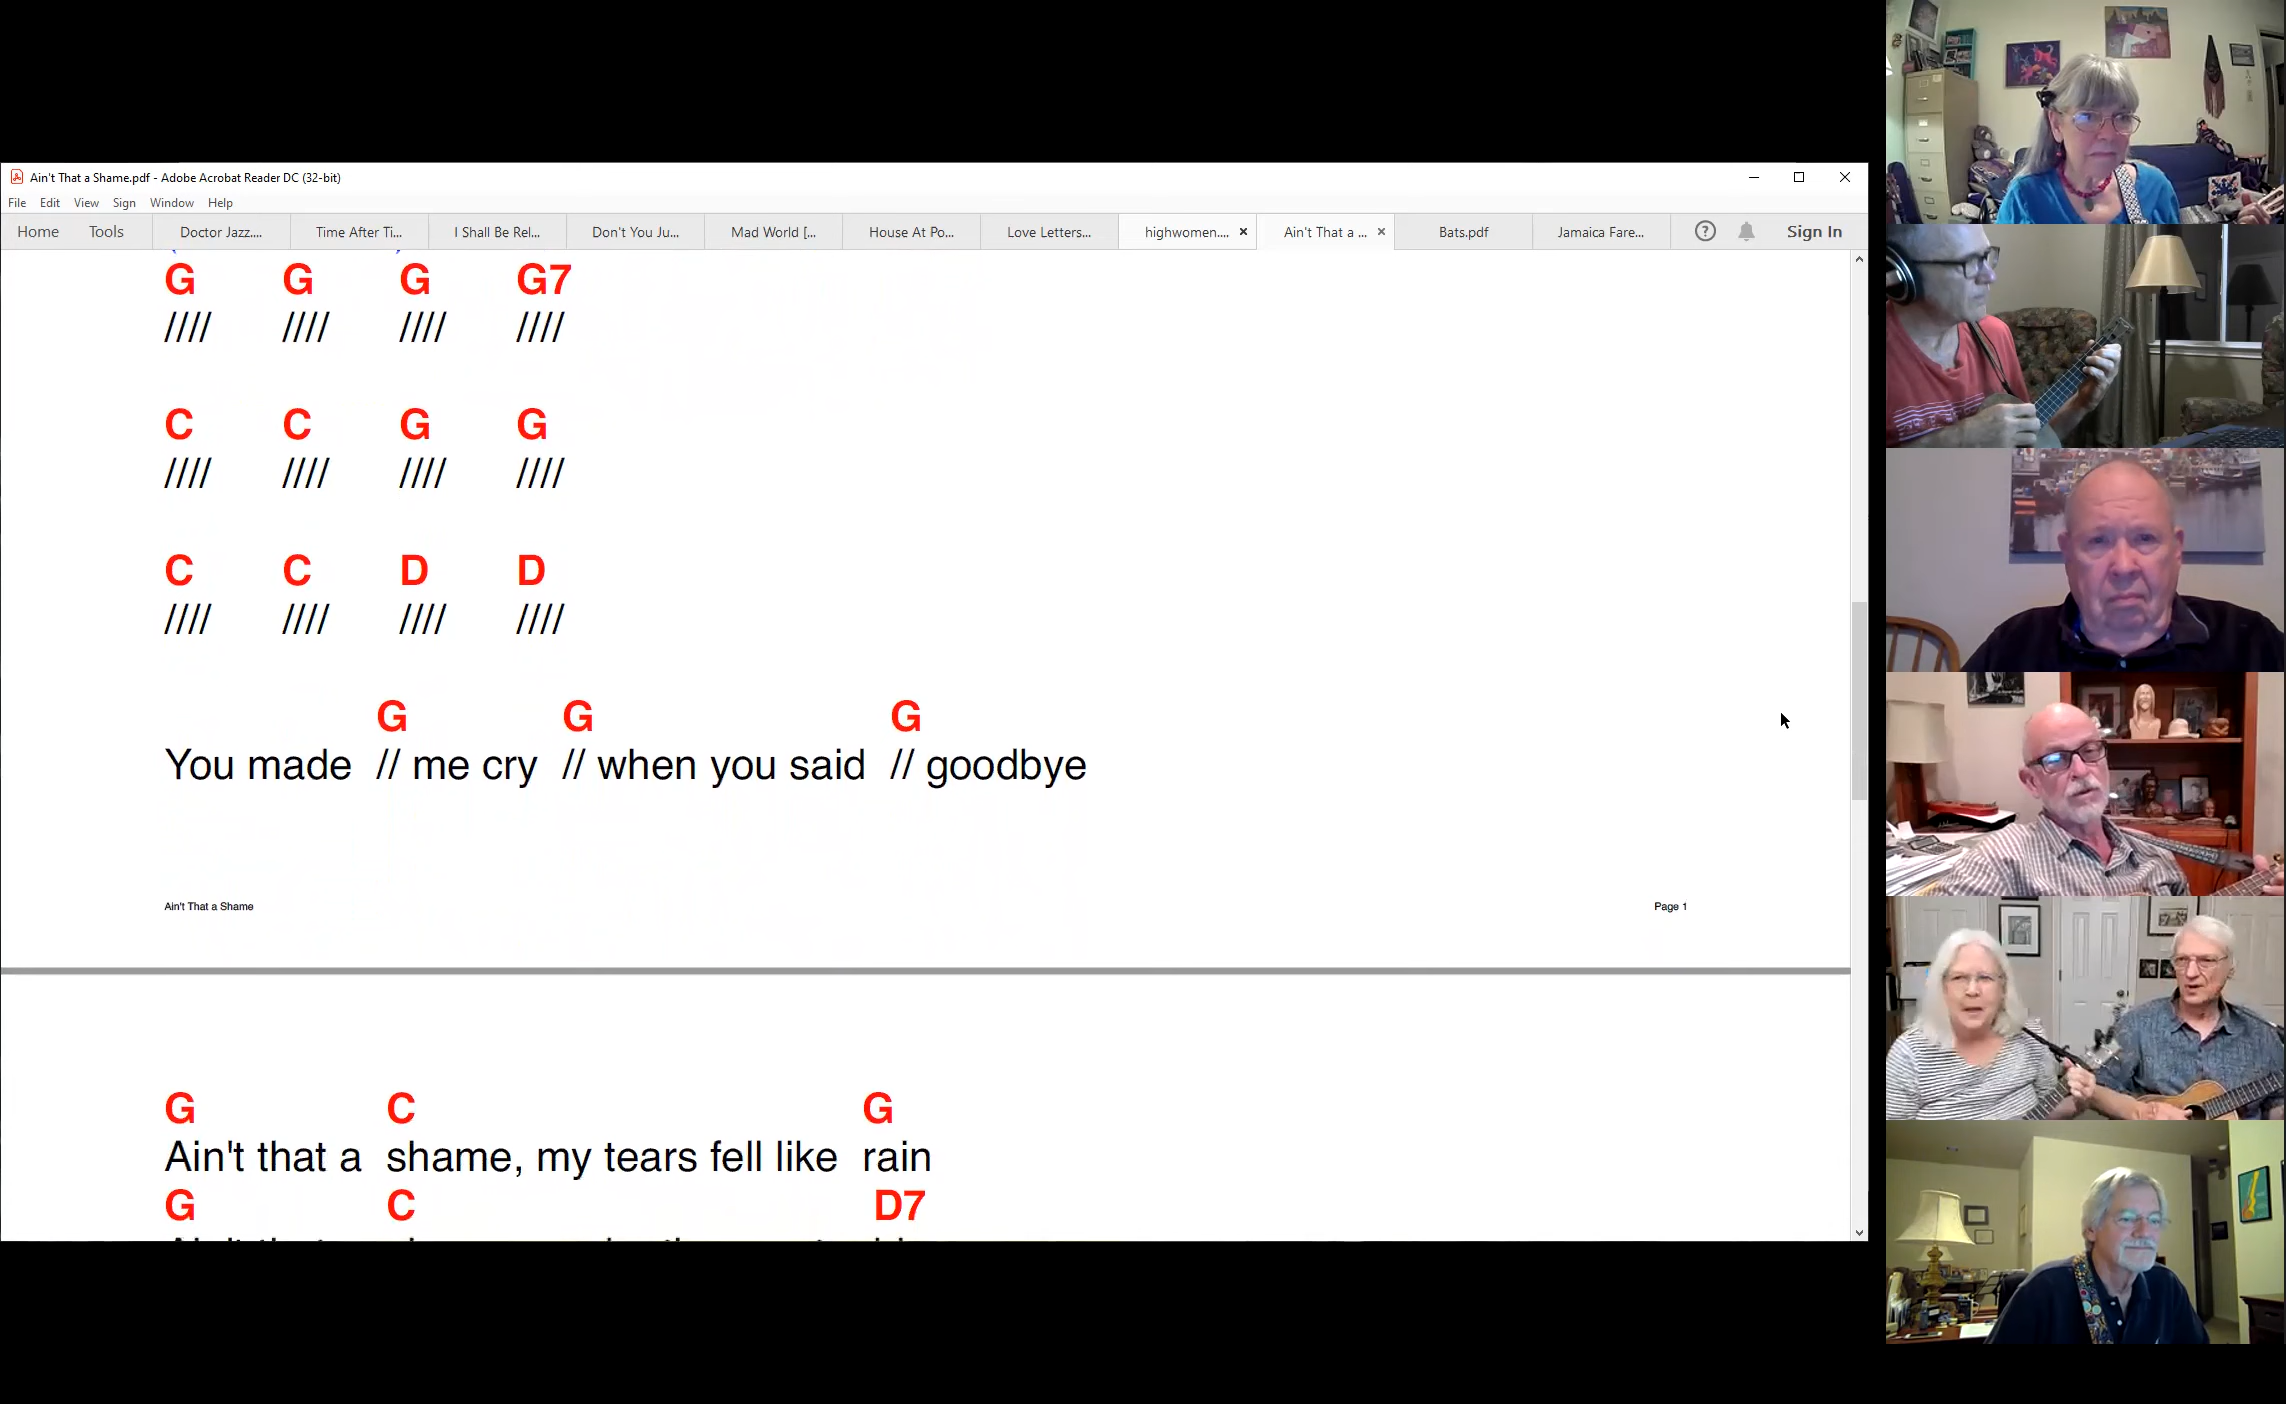 Ain't That a Shame.pdf - Adobe Acrobat Reader DC (32-bit)
File Edit View Sign Window Help
Home Tools Doctor Jazz.... Time After Ti... I Shall Be Rel... Don't You Ju... Mad World [... House At Po... Love Letters... highwomen.... × Ain't That a ... × Bats.pdf Jamaica Fare... Sign In
G G G G7
//// //// //// ////
C C G G
//// //// //// ////
C C D D
//// //// //// ////
G G G
You made // me cry // when you said // goodbye
Ain't That a Shame Page 1
G C G
Ain't that a shame, my tears fell like rain
G C D7